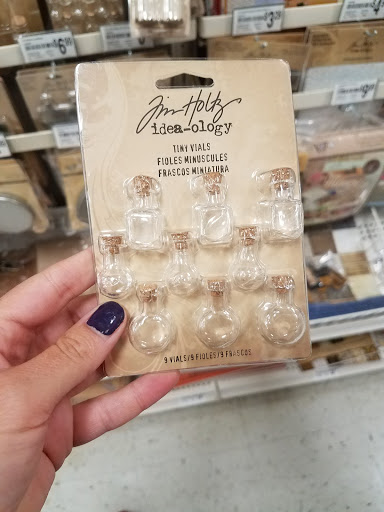 Tim Holtz
idea-ology
TINY VIALS
FIOLES MINUSCULES
FRASCOS MINIATURA
9 VIALS/9 FIOLES/9 FRASCOS